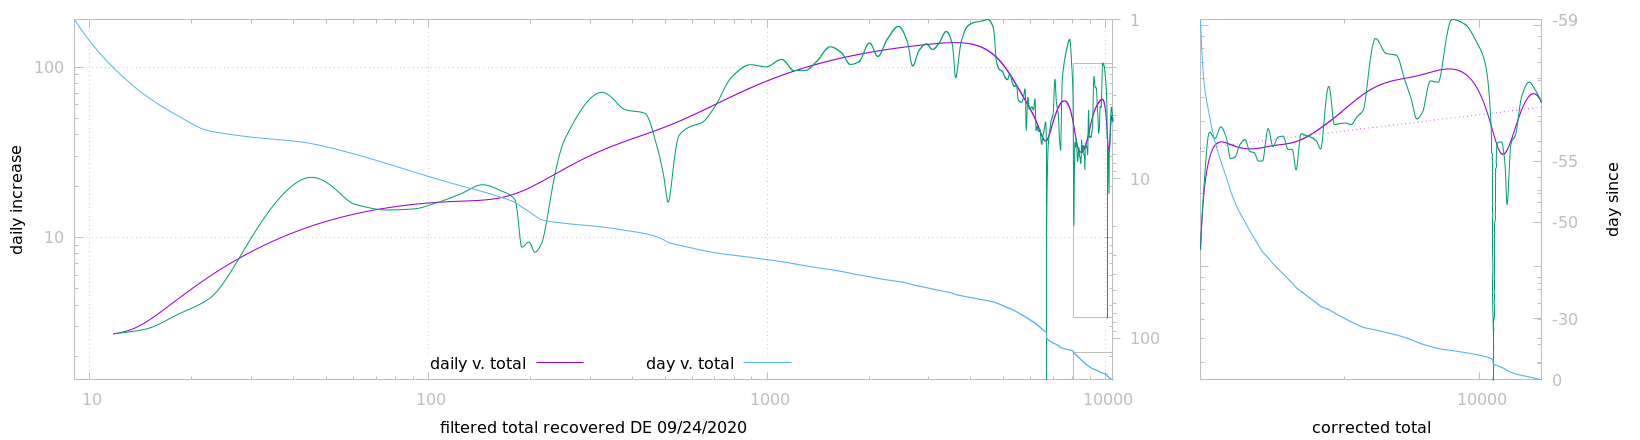 daily increase
100
10
1
10
100
daily v. total
day v. total
10
100
1000
10000
filtered total recovered DE 09/24/2020
-59
-55
-50
-30
0
day since
10000
corrected total